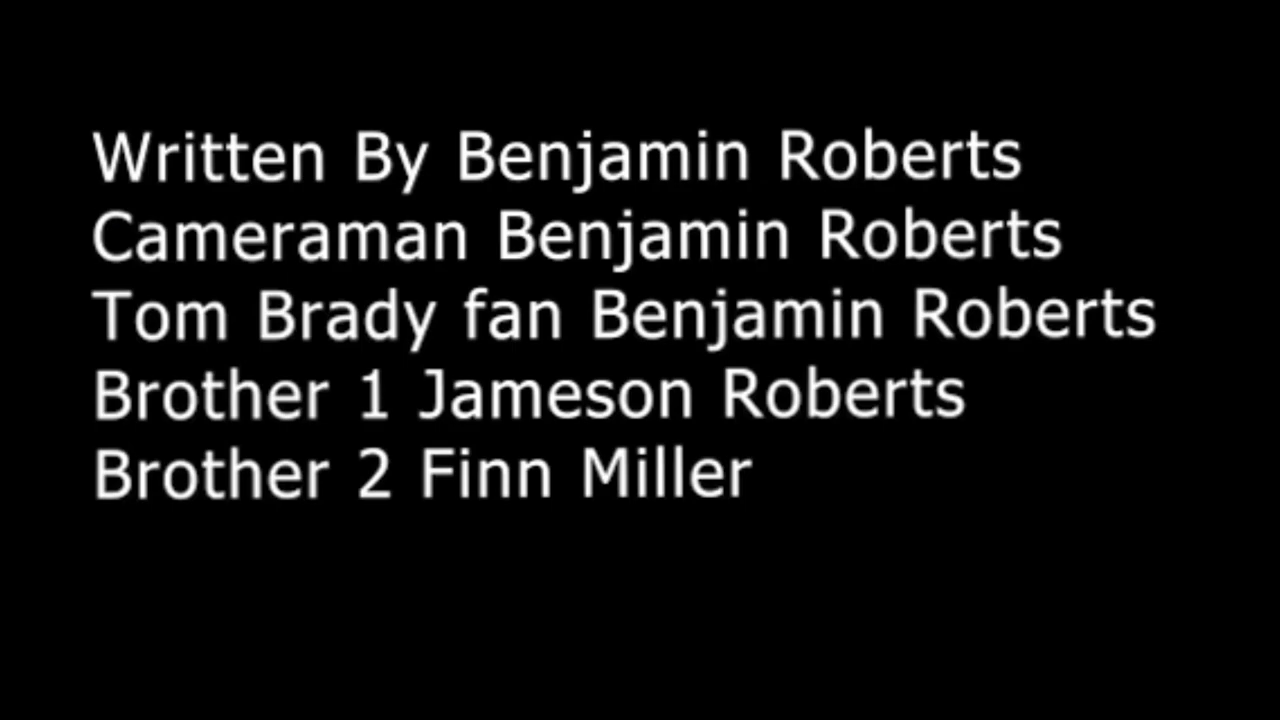 Written By Benjamin Roberts
Cameraman Benjamin Roberts
Tom Brady fan Benjamin Roberts
Brother 1 Jameson Roberts
Brother 2 Finn Miller